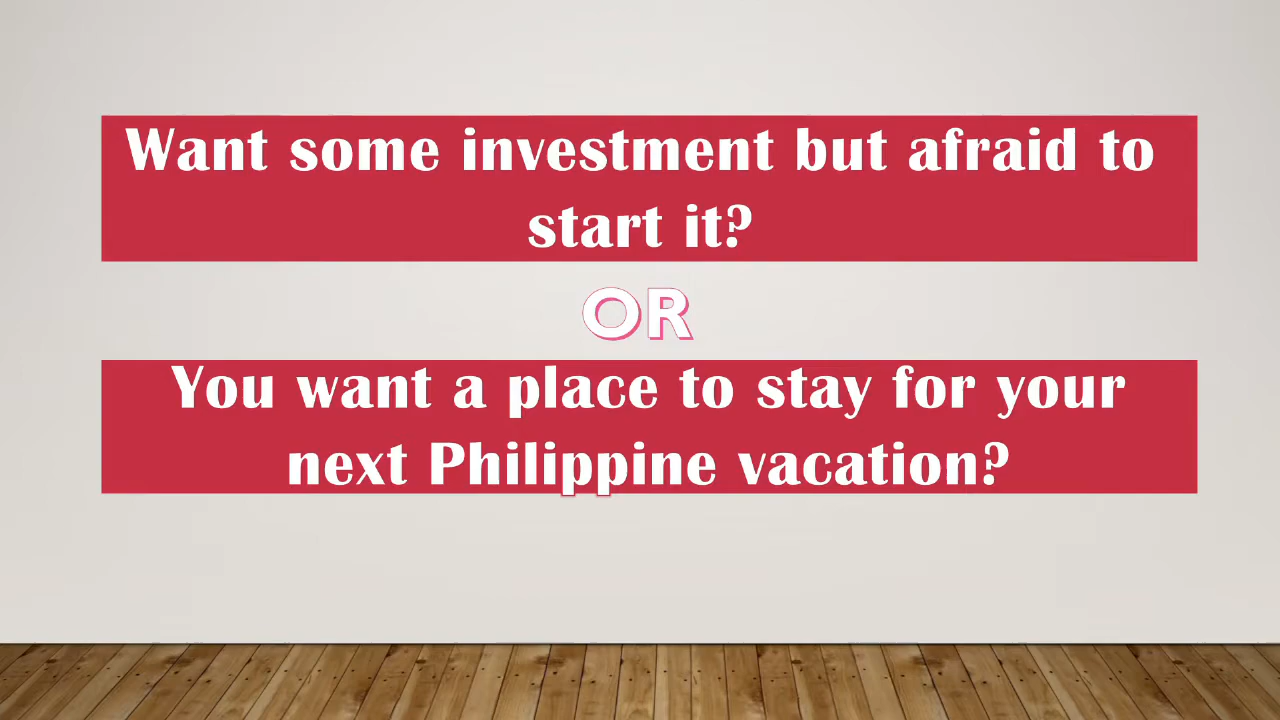 Want some investment but afraid to
start it?
OR
You want a place to stay for your
next Philippine vacation?